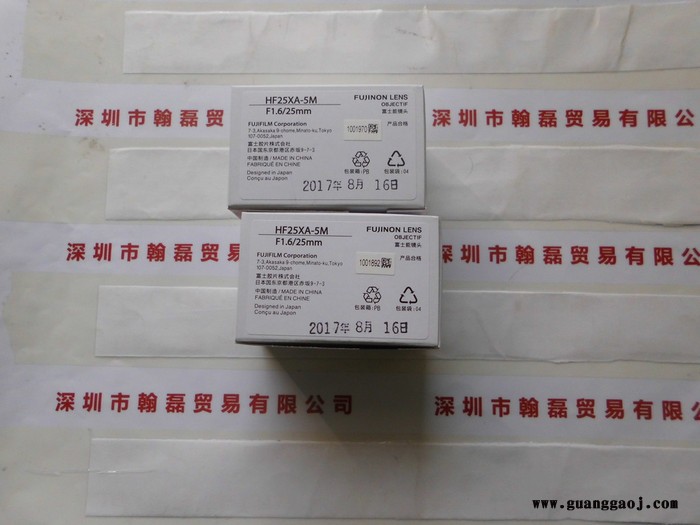 深圳市翰磊贸易有限公司
深圳市翰磊贸易有限公
HF25XA-5M
F1.6/25mm
FUJINON LENS
OBJECTIF
富士能镜头
FUJIFILM Corporation
7-3, Akasaka 9-chome, Minato-ku, Tokyo
107-0052, Japan
1001970
产品合格
富士胶片株式会社
日本国东京都港区赤坂9-7-3
中国制造 / MADE IN CHINA
FABRIQUÉ EN CHINE
Designed in Japan
Conçu au Japon
包装箱:PB
包装袋:04
2017年 8月 16日
深圳市翰磊贸易有限公司
HF25XA-5M
F1.6/25mm
FUJINON LENS
OBJECTIF
富士能镜头
FUJIFILM Corporation
7-3, Akasaka 9-chome, Minato-ku, Tokyo
107-0052, Japan
1001892
产品合格
富士胶片株式会社
日本国东京都港区赤坂9-7-3
中国制造 / MADE IN CHINA
FABRIQUÉ EN CHINE
Designed in Japan
Conçu au Japon
包装箱:PB
包装袋:04
2017年 8月 16日
深圳市翰磊贸易有限公司
深圳市翰磊贸易有限
www.guanggaoj.com